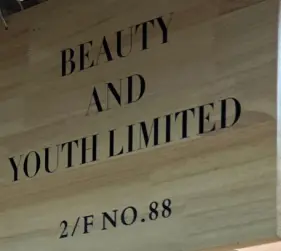 BEAUTY
AND
YOUTH LIMITED
2/F NO.88